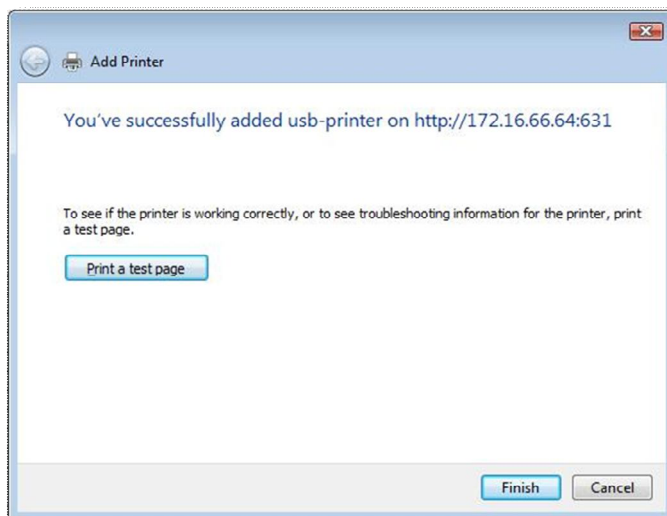 Add Printer
You've successfully added usb-printer on http://172.16.66.64:631
To see if the printer is working correctly, or to see troubleshooting information for the printer, print
a test page.
Print a test page
Finish Cancel